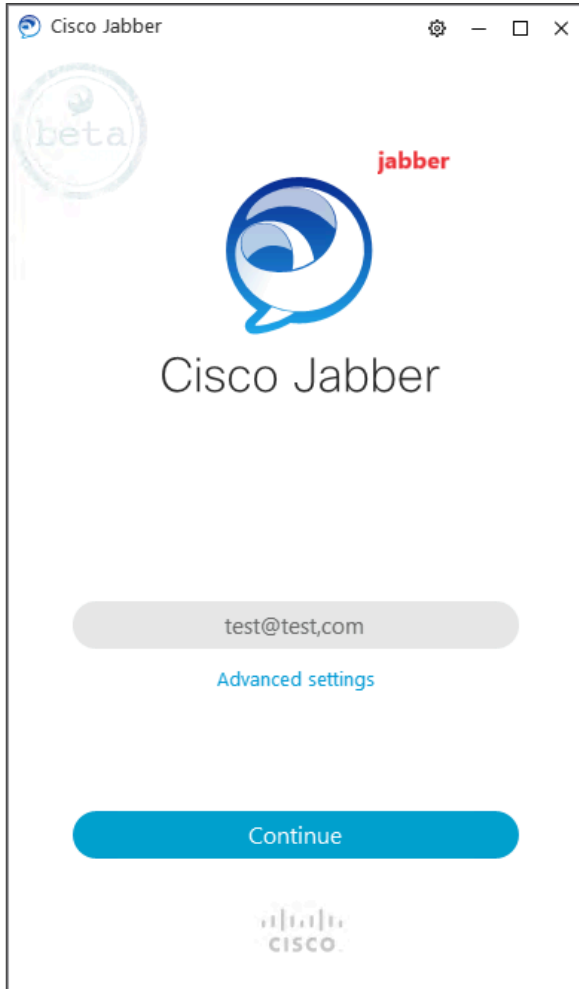 Cisco Jabber
beta
jabber
Cisco Jabber
test@test,com
Advanced settings
Continue
CISCO